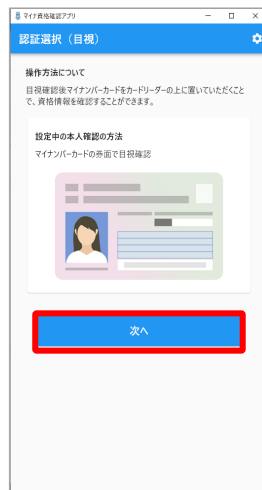 マイナ資格確認アプリ
認証選択（目視）
操作方法について
目視確認後マイナンバーカードをカードリーダーの上に置いていただくこと
で、資格情報を確認することができます。
設定中の本人確認の方法
マイナンバーカードの券面で目視確認
次へ